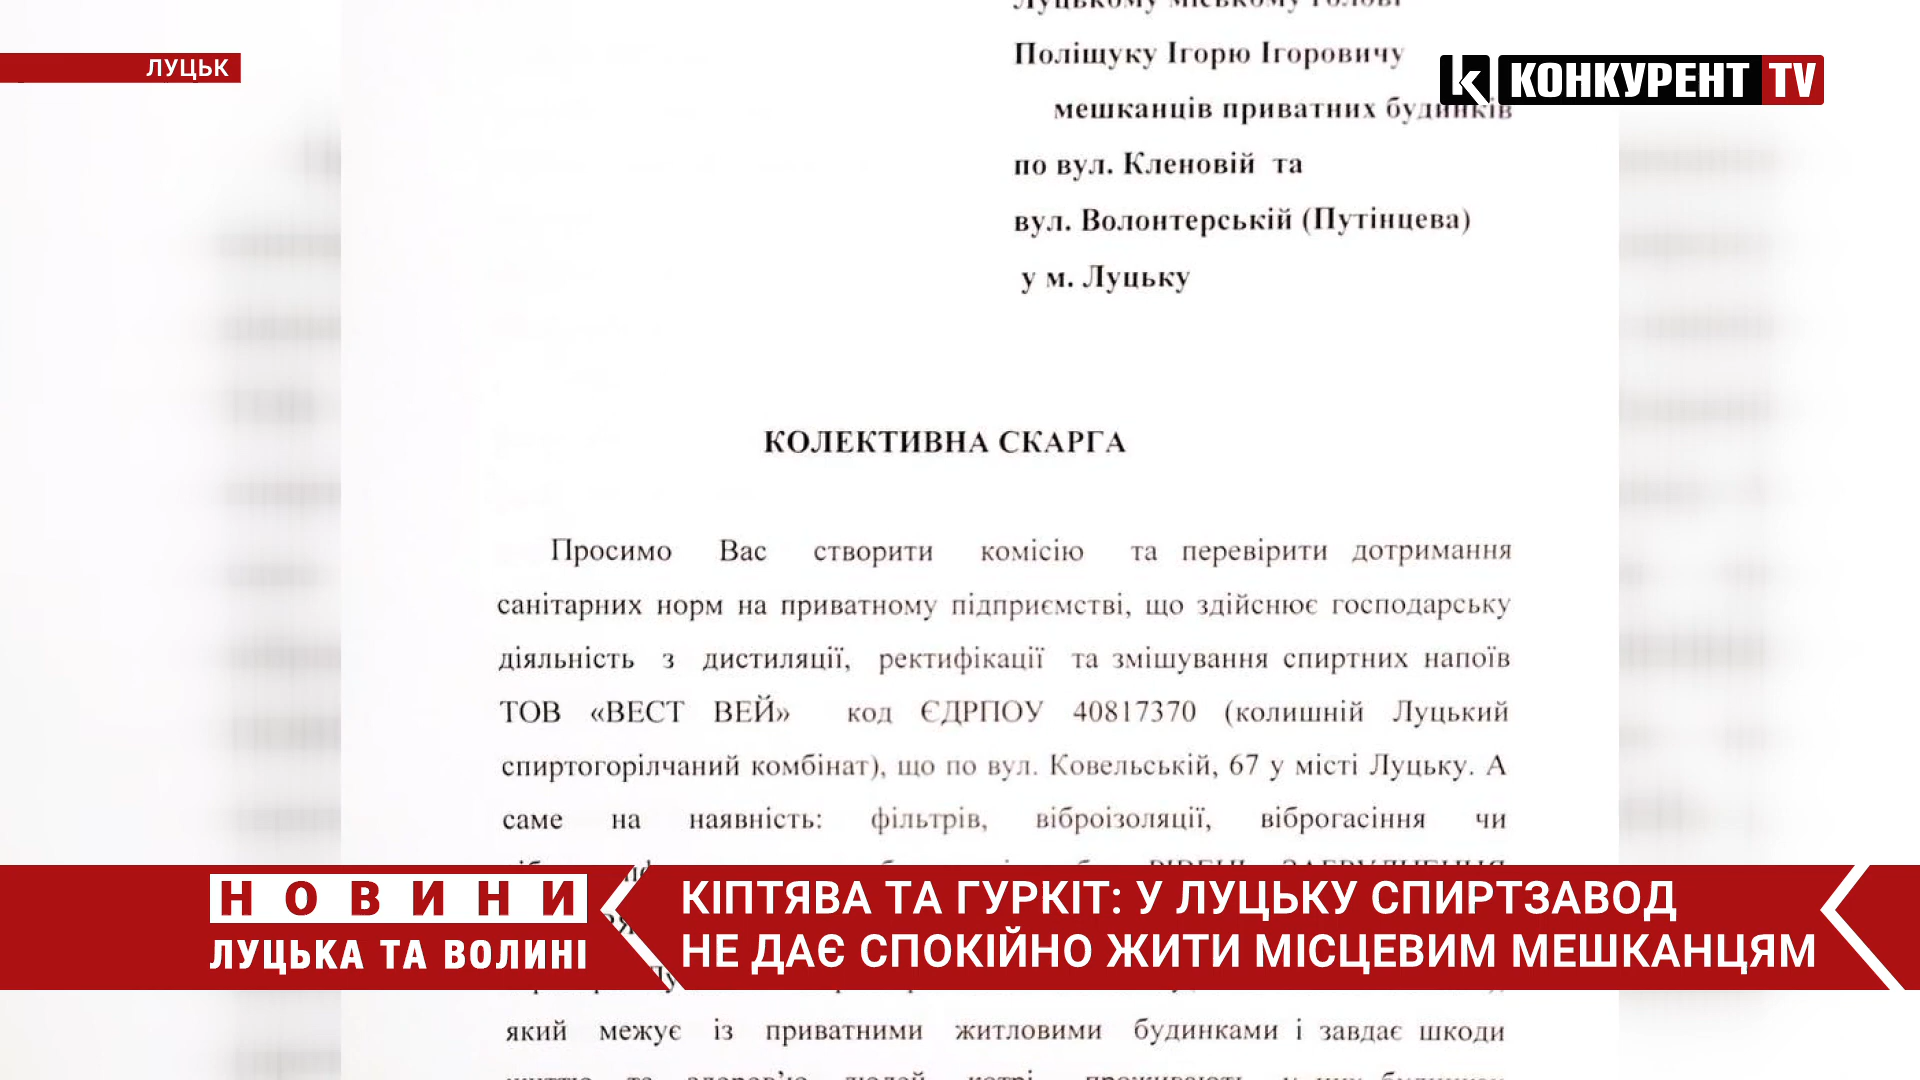 Луцькому міському голові
ЛУЦЬК
Поліщуку Ігорю Ігоровичу
КОНКУРЕНТ TV
мешканців приватних будинків
по вул. Кленовій та
вул. Волонтерській (Путінцева)
у м. Луцьку
КОЛЕКТИВНА СКАРГА
Просимо Вас створити комісію та перевірити дотримання
санітарних норм на приватному підприємстві, що здійснює господарську
діяльність з дистиляції, ректифікації та змішування спиртних напоїв
ТОВ «ВЕСТ ВЕЙ» код ЄДРПОУ 40817370 (колишній Луцький
спиртогорілчаний комбінат), що по вул. Ковельській, 67 у місті Луцьку. А
саме на наявність: фільтрів, віброізоляції, віброгасіння чи
НОВИНИ
ЛУЦЬКА ТА ВОЛИНІ
КІПТЯВА ТА ГУРКІТ: У ЛУЦЬКУ СПИРТЗАВОД
НЕ ДАЄ СПОКІЙНО ЖИТИ МІСЦЕВИМ МЕШКАНЦЯМ
який межує із приватними житловими будинками і завдає шкоди